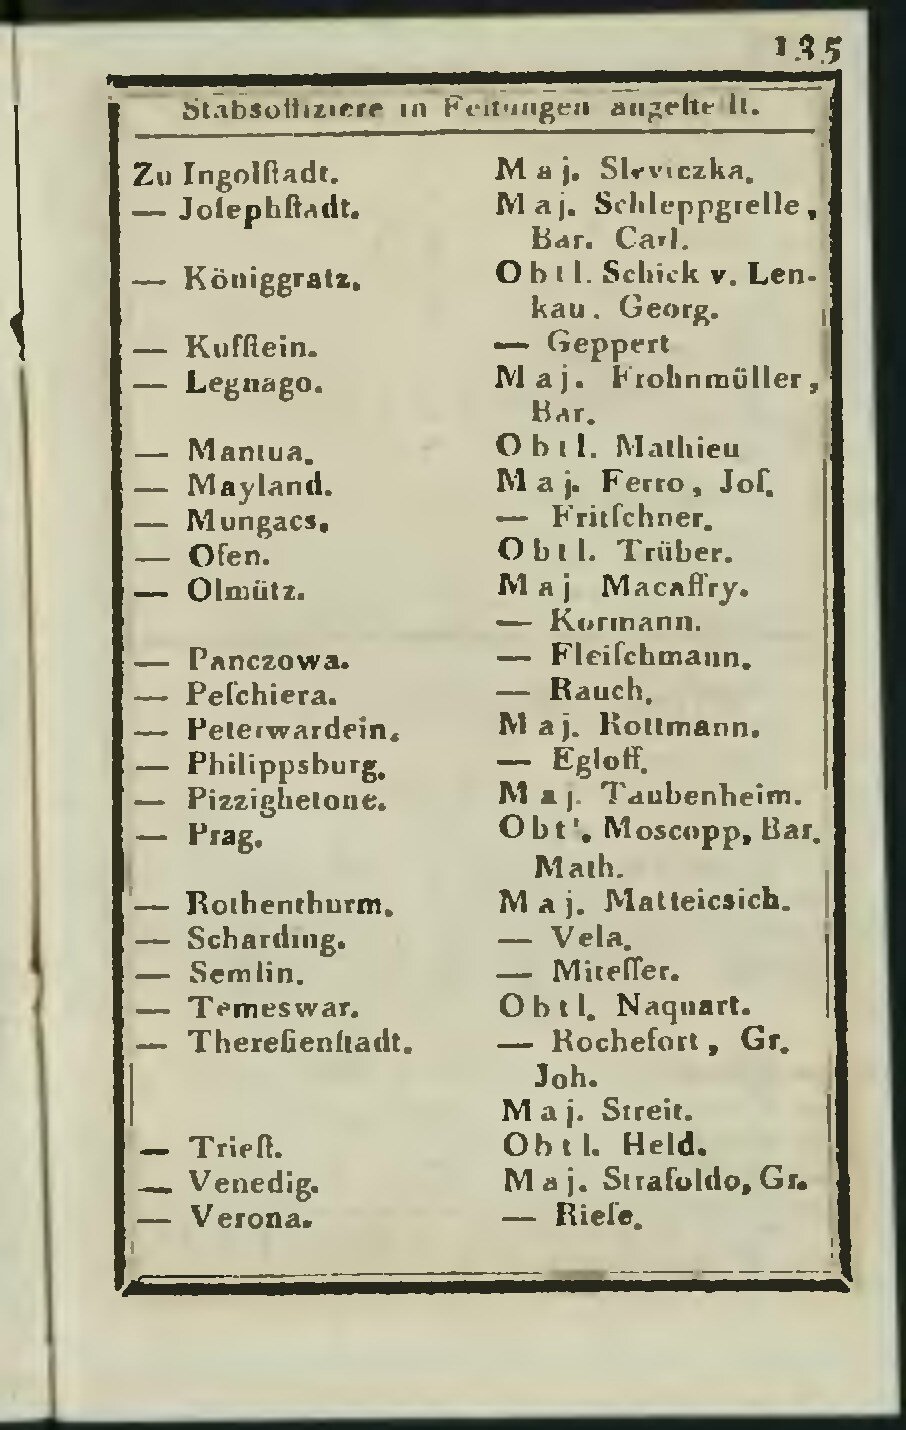 135
Stabsoffiziere in Feſtungen angeſtellt.
Zu Ingolſtadt. Maj. Sleviczka.
— Joſephſtadt. Maj. Schleppgrelle,
Bar. Carl.
— Königgratz. Obtl. Schick v. Len-
kau. Georg.
— Kufſtein. — Geppert
— Legnago. Maj. Frohnmüller,
Bar.
— Mantua. Obtl. Mathieu
— Mayland. Maj. Ferro, Joſ.
— Mungacs. — Fritſchner.
— Ofen. Obtl. Trüber.
— Olmütz. Maj Macaffry.
— Kormann.
— Panczowa. — Fleiſchmann.
— Peſchiera. — Rauch.
— Peterwardein. Maj. Rottmann.
— Philippsburg. — Egloff.
— Pizzighetone. Maj. Taubenheim.
— Prag. Obtl. Moscopp, Bar.
Math.
— Rothenthurm. Maj. Matteicsich.
— Scharding. — Vela.
— Semlin. — Miteſſer.
— Temeswar. Obtl. Naquart.
— Thereſienſtadt. — Rochefort, Gr.
Joh.
Maj. Streit.
— Trieſt. Obtl. Held.
— Venedig. Maj. Straſoldo, Gr.
— Verona. — Rieſe.